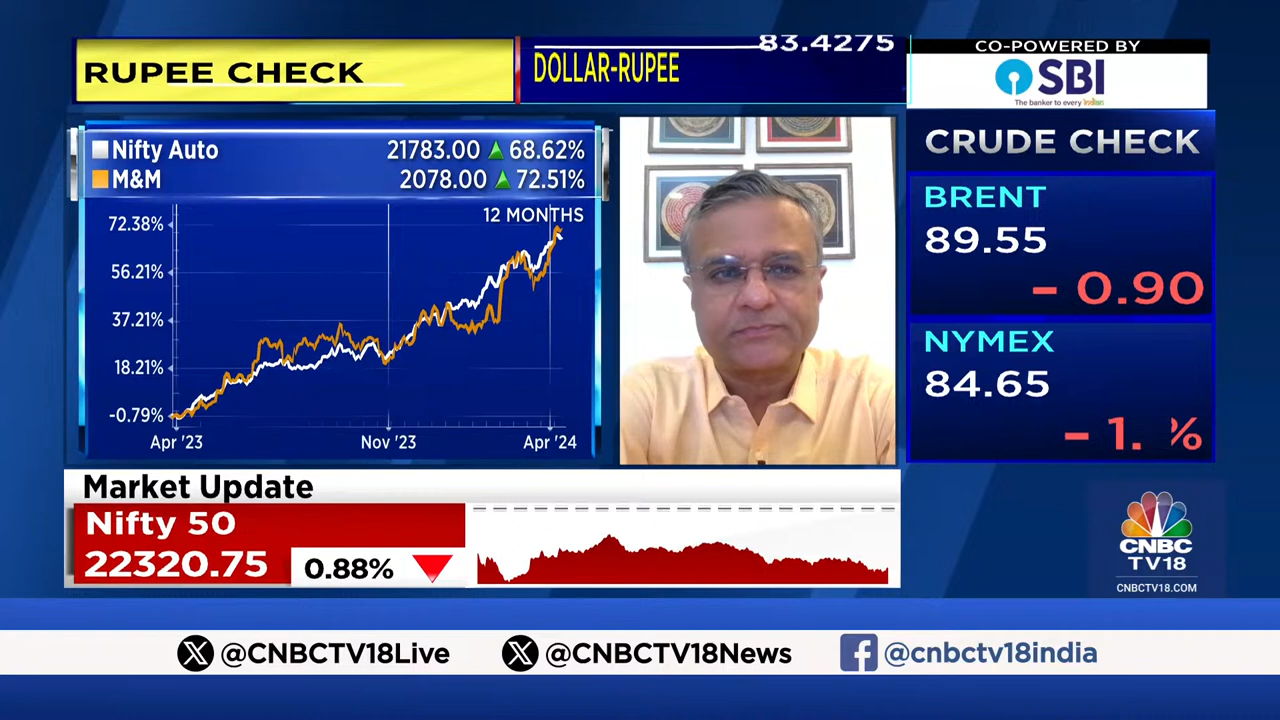 RUPEE CHECK
83.4275
DOLLAR-RUPEE
CO-POWERED BY
SBI
The banker to every Indian
Nifty Auto 21783.00 ▲ 68.62%
M&M 2078.00 ▲ 72.51%
12 MONTHS
72.38%
56.21%
37.21%
18.21%
-0.79%
Apr '23 Nov '23 Apr '24
CRUDE CHECK
BRENT
89.55
- 0.90
NYMEX
84.65
- 1. %
Market Update
Nifty 50
22320.75 0.88% ▼
CNBC
TV18
CNBCTV18.COM
X @CNBCTV18Live X @CNBCTV18News f @cnbctv18india